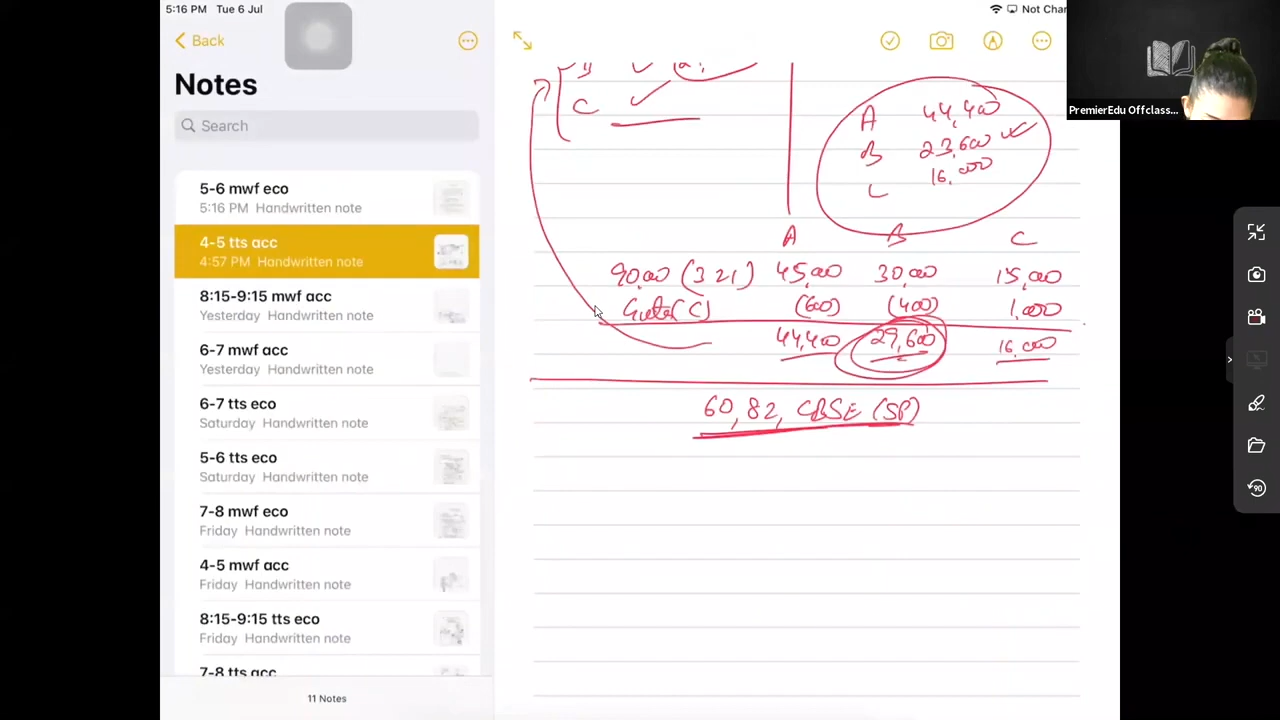 5:16 PM Tue 6 Jul
Not Char
Back
Notes
Search
5-6 mwf eco
5:16 PM Handwritten note
4-5 tts acc
4:57 PM Handwritten note
8:15-9:15 mwf acc
Yesterday Handwritten note
6-7 mwf acc
Yesterday Handwritten note
6-7 tts eco
Saturday Handwritten note
5-6 tts eco
Saturday Handwritten note
7-8 mwf eco
Friday Handwritten note
4-5 mwf acc
Friday Handwritten note
8:15-9:15 tts eco
Friday Handwritten note
7-8 tts acc
11 Notes
PremierEdu Offclass...
B
C
A 44,400
B 23,600
C 16,000
A B C
90,000 (321) 45,000 30,000 15,000
(C) (600) (400) 1,000
44,400 29,600 16,000
60,82, CBSE (SP)
90